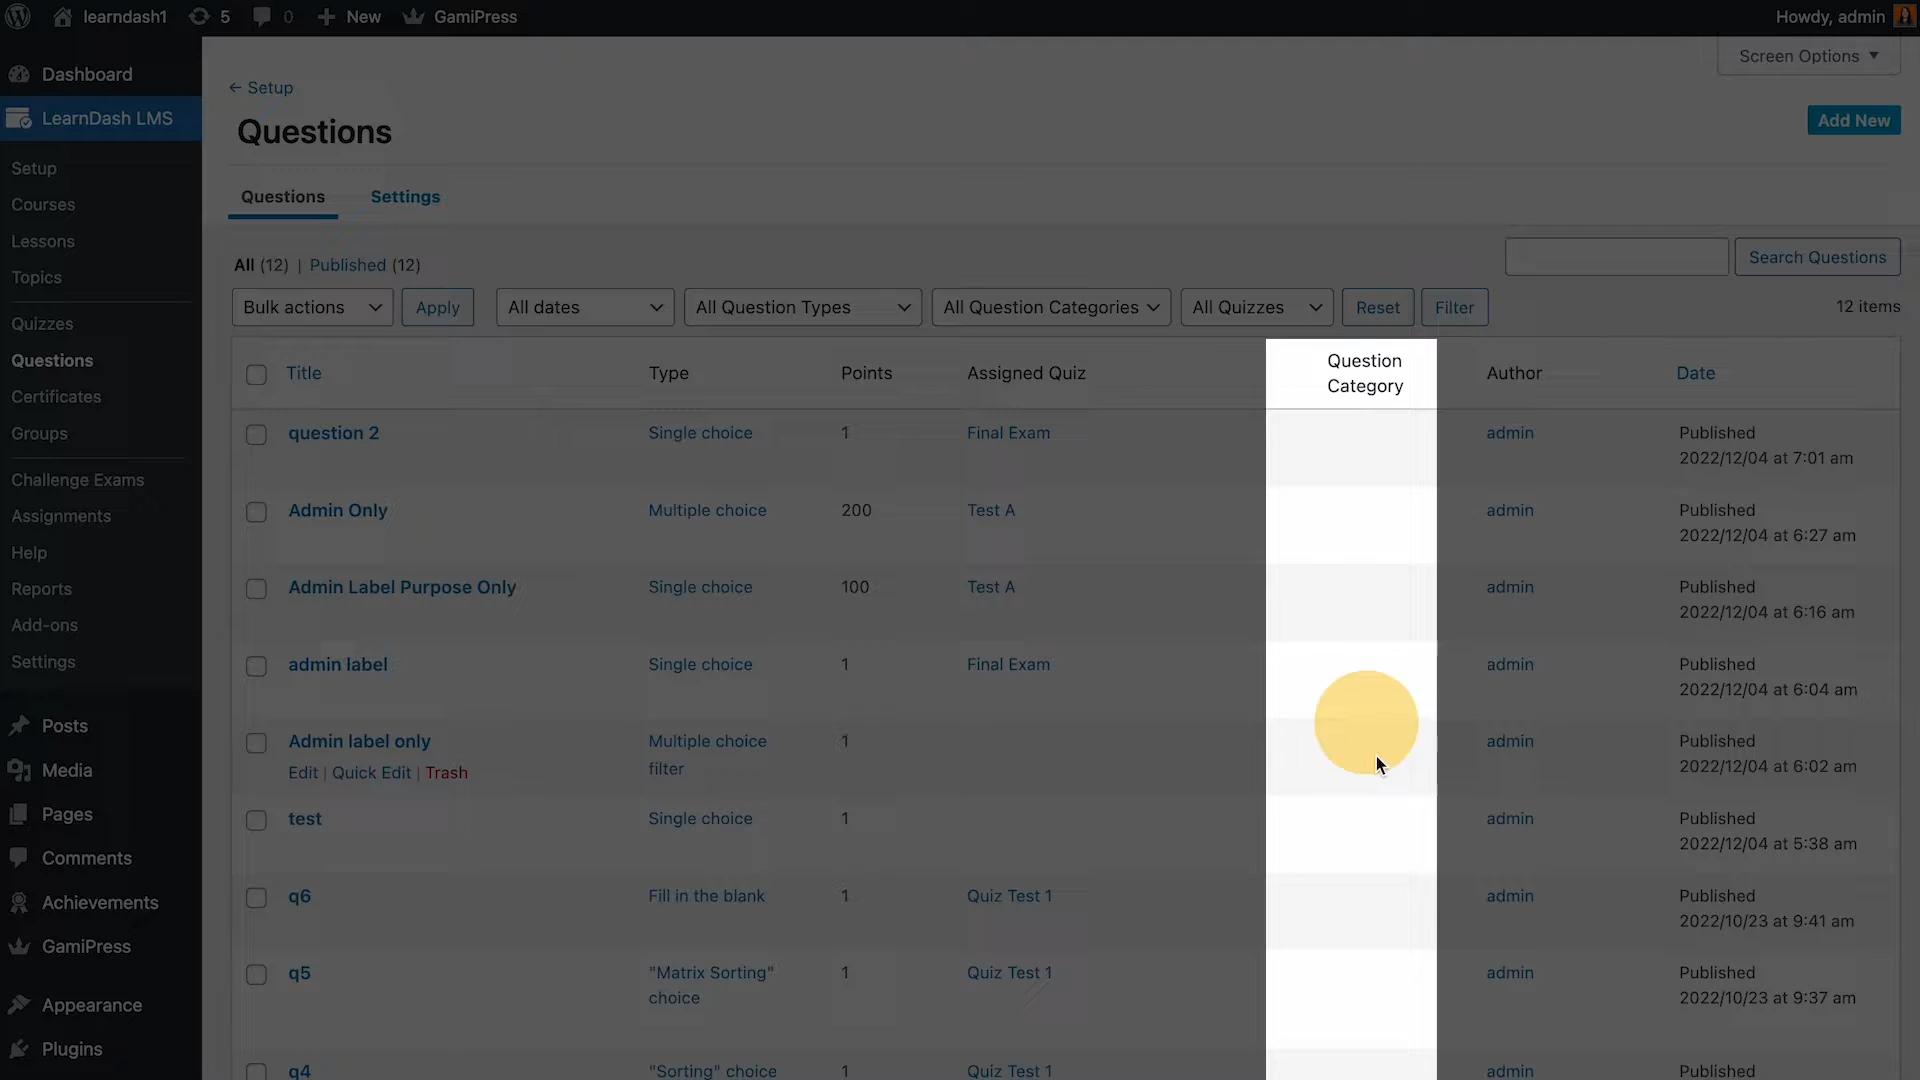 learndash1 5 0 New GamiPress Howdy, admin
Dashboard
LearnDash LMS
Setup
Courses
Lessons
Topics
Quizzes
Questions
Certificates
Groups
Challenge Exams
Assignments
Help
Reports
Add-ons
Settings
Posts
Media
Pages
Comments
Achievements
GamiPress
Appearance
Plugins
Screen Options
← Setup
Questions
Add New
Questions Settings
All (12) | Published (12)
Search Questions
Bulk actions Apply All dates All Question Types All Question Categories All Quizzes Reset Filter 12 items
Title Type Points Assigned Quiz Question Category Author Date
question 2 Single choice 1 Final Exam admin Published
2022/12/04 at 7:01 am
Admin Only Multiple choice 200 Test A admin Published
2022/12/04 at 6:27 am
Admin Label Purpose Only Single choice 100 Test A admin Published
2022/12/04 at 6:16 am
admin label Single choice 1 Final Exam admin Published
2022/12/04 at 6:04 am
Admin label only Multiple choice 1 admin Published
Edit | Quick Edit | Trash filter 2022/12/04 at 6:02 am
test Single choice 1 admin Published
2022/12/04 at 5:38 am
q6 Fill in the blank 1 Quiz Test 1 admin Published
2022/10/23 at 9:41 am
q5 "Matrix Sorting" 1 Quiz Test 1 admin Published
choice 2022/10/23 at 9:37 am
q4 "Sorting" choice 1 Quiz Test 1 admin Published